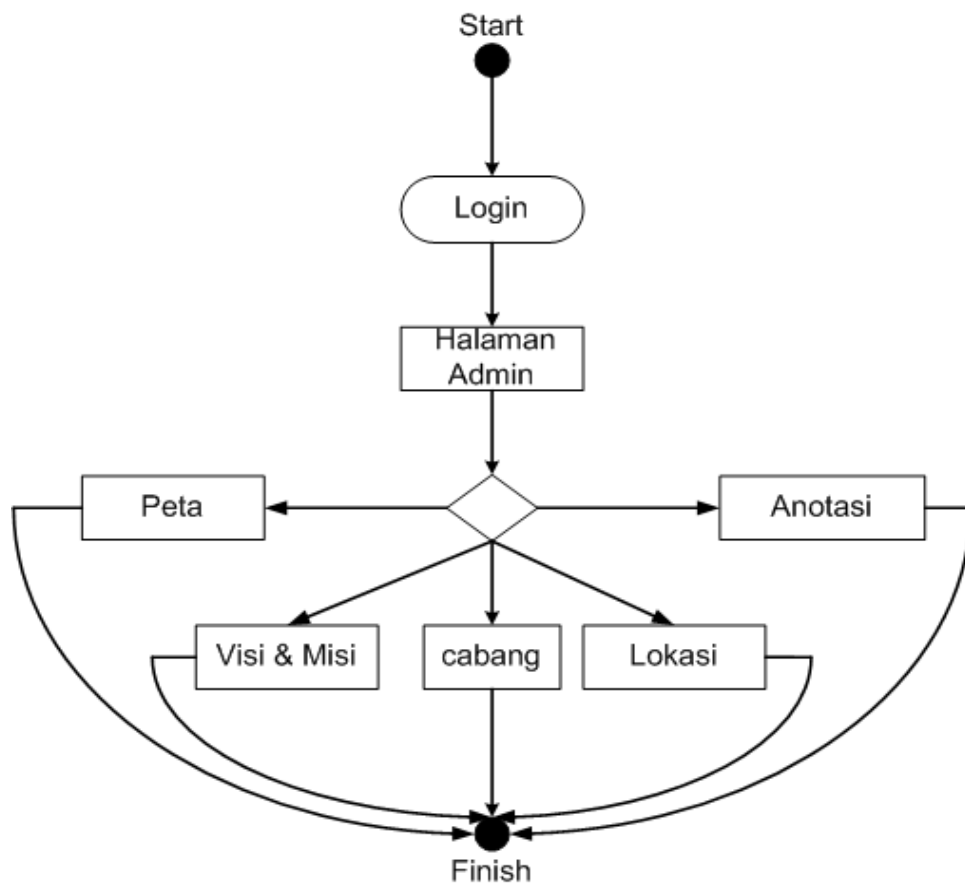 Start
Login
Halaman
Admin
Peta
Anotasi
Visi & Misi
cabang
Lokasi
Finish